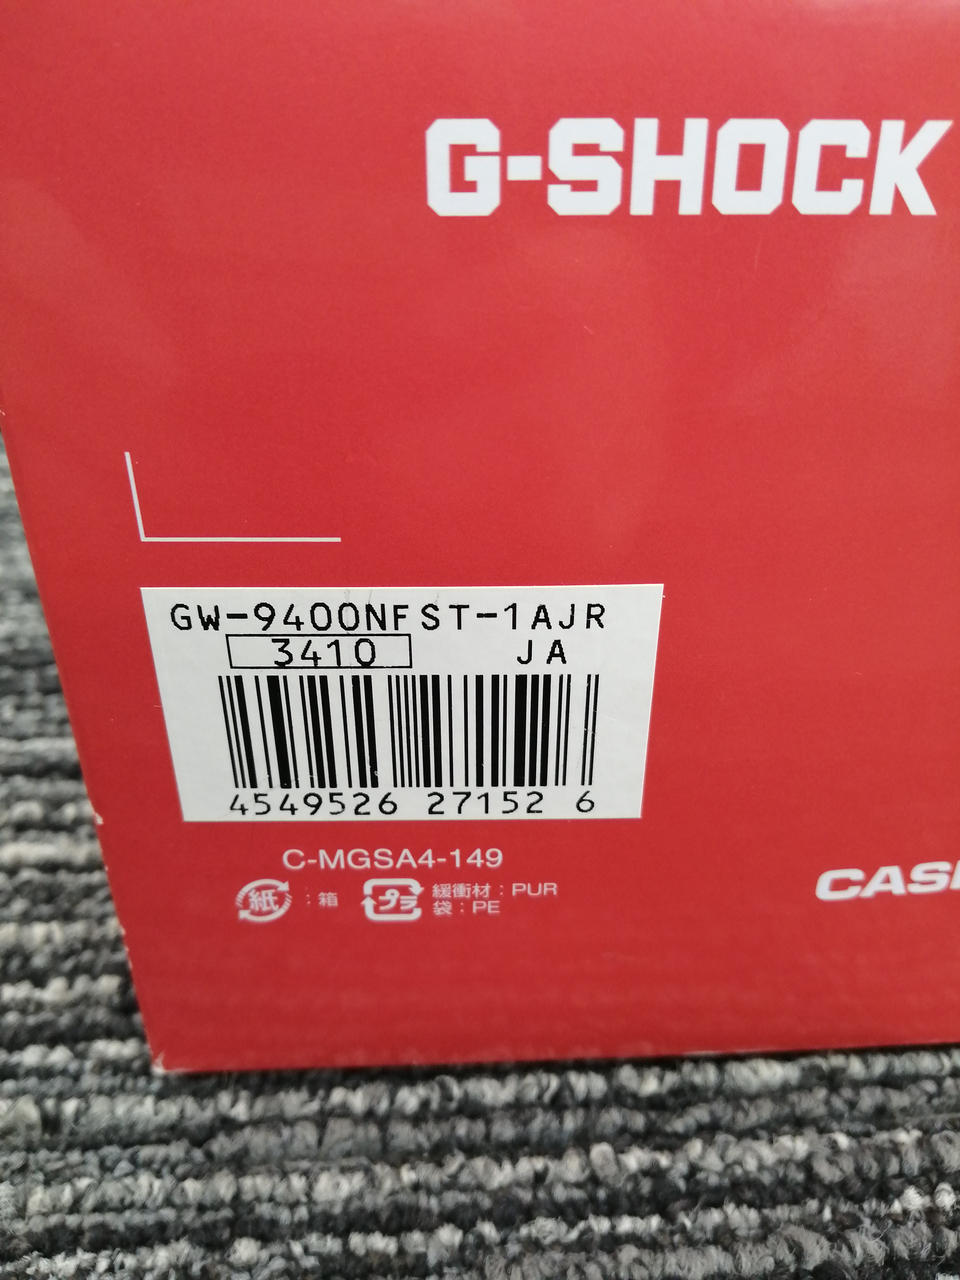 G-SHOCK
GW-9400NFST-1AJR
3410 JA
4549526 27152 6
C-MGSA4-149
紙 : 箱
プラ 緩衝材 : PUR
袋 : PE